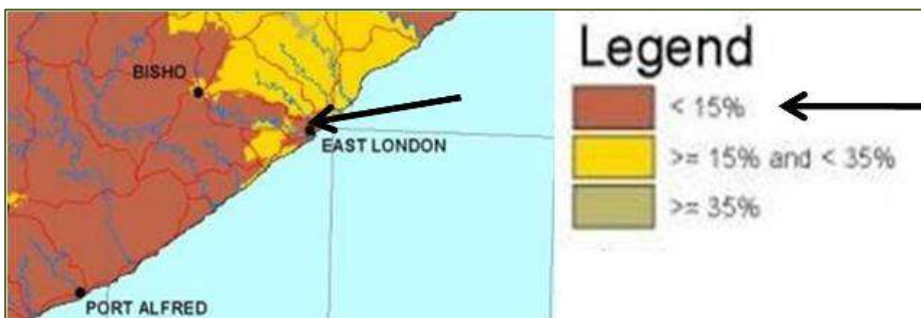 BISHO
EAST LONDON
PORT ALFRED
Legend
< 15%
>= 15% and < 35%
>= 35%